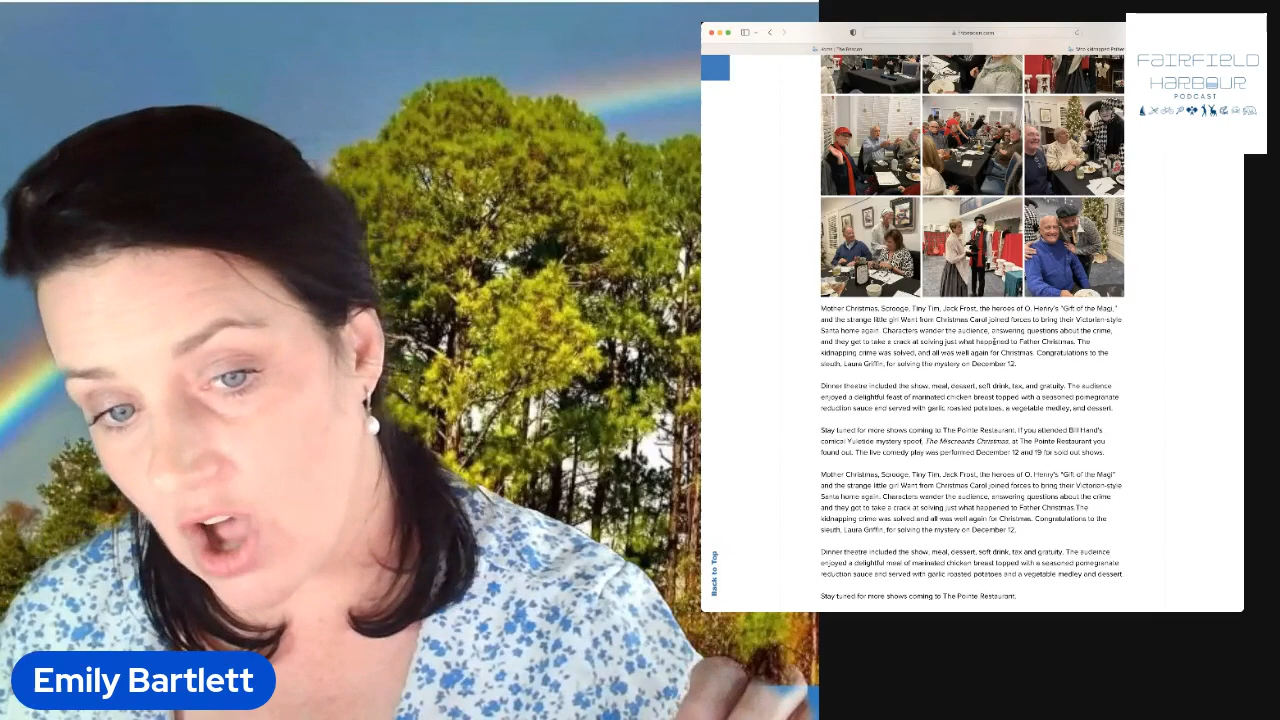 fhbeacon.com
Home | The Beacon
Who Kidnapped Father
FAIRFIELD
HARBOUR
PODCAST
Mother Christmas, Scrooge, Tiny Tim, Jack Frost, the heroes of O. Henry's "Gift of the Magi,"
and the strange little girl Want from Christmas Carol joined forces to bring their Victorian-style
Santa home again. Characters wander the audience, answering questions about the crime,
and they get to take a crack at solving just what happened to Father Christmas. The
kidnapping crime was solved, and all was well again for Christmas. Congratulations to the
sleuth, Laura Griffin, for solving the mystery on December 12.
Dinner theatre included the show, meal, dessert, soft drink, tax, and gratuity. The audience
enjoyed a delightful feast of marinated chicken breast topped with a seasoned pomegranate
reduction sauce and served with garlic roasted potatoes, a vegetable medley, and dessert.
Stay tuned for more shows coming to The Pointe Restaurant. If you attended Bill Hand's
comical Yuletide mystery spoof, The Miscreants Christmas, at The Pointe Restaurant you
found out. The live comedy play was performed December 12 and 19 for sold out shows.
Mother Christmas, Scrooge, Tiny Tim, Jack Frost, the heroes of O. Henry's "Gift of the Magi"
and the strange little girl Want from Christmas Carol joined forces to bring their Victorian-style
Santa home again. Characters wander the audience, answering questions about the crime
and they got to take a crack at solving just what happened to Father Christmas.The
kidnapping crime was solved and all was well again for Christmas. Congratulations to the
sleuth, Laura Griffin, for solving the mystery on December 12.
Dinner theatre included the show, meal, dessert, soft drink, tax and gratuity. The audience
enjoyed a delightful meal of marinated chicken breast topped with a seasoned pomegranate
reduction sauce and served with garlic roasted potatoes and a vegetable medley and dessert.
Stay tuned for more shows coming to The Pointe Restaurant.
Back to Top
Emily Bartlett